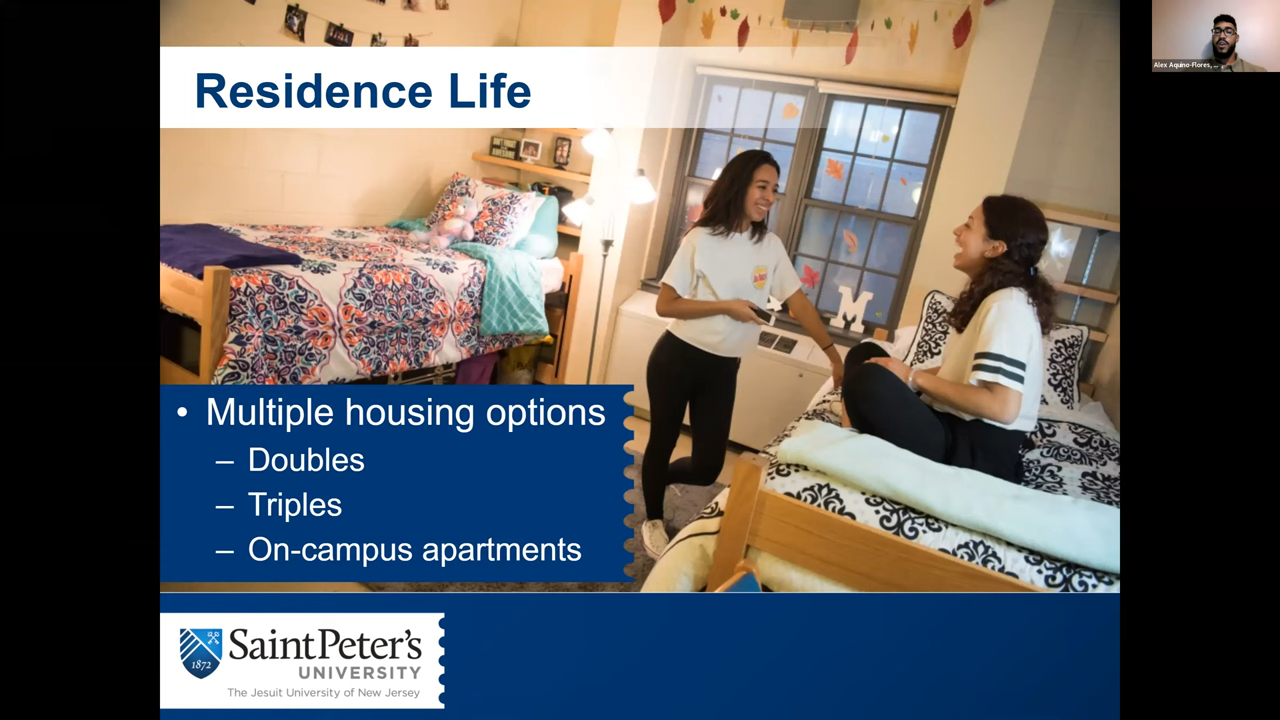 Residence Life
• Multiple housing options
– Doubles
– Triples
– On-campus apartments
1872
Saint Peter's
UNIVERSITY
The Jesuit University of New Jersey
Alex Aquino-Flores,
M